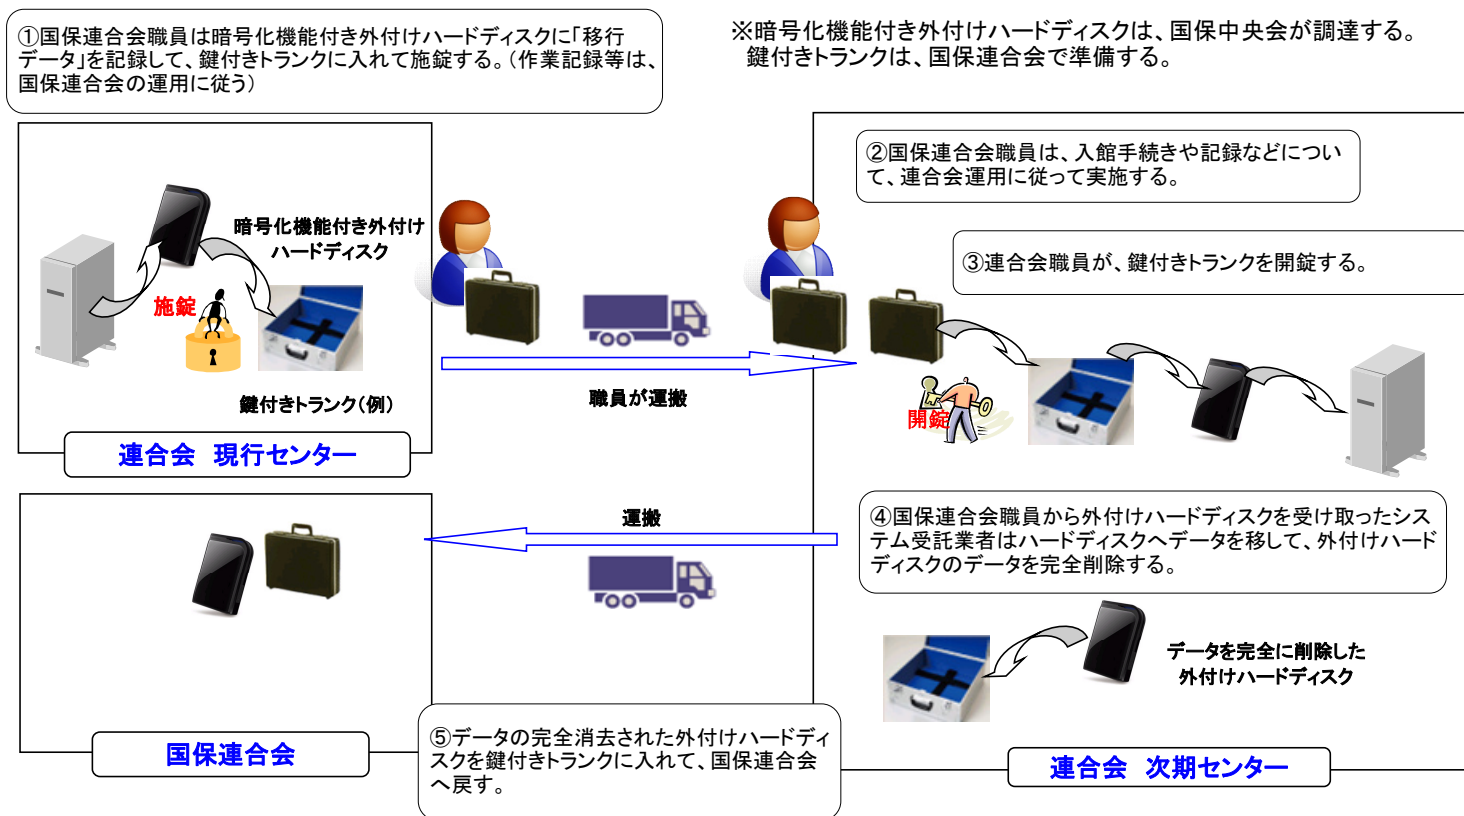 ①国保連合会職員は暗号化機能付き外付けハードディスクに「移行
データ」を記録して、鍵付きトランクに入れて施錠する。（作業記録等は、
国保連合会の運用に従う）
※暗号化機能付き外付けハードディスクは、国保中央会が調達する。
鍵付きトランクは、国保連合会で準備する。
②国保連合会職員は、入館手続きや記録などについ
て、連合会運用に従って実施する。
暗号化機能付き外付け
ハードディスク
③連合会職員が、鍵付きトランクを開錠する。
施錠
職員が運搬
鍵付きトランク（例）
開錠
連合会　現行センター
運搬
④国保連合会職員から外付けハードディスクを受け取ったシス
テム受託業者はハードディスクへデータを移して、外付けハード
ディスクのデータを完全削除する。
データを完全に削除した
外付けハードディスク
国保連合会
⑤データの完全消去された外付けハードディ
スクを鍵付きトランクに入れて、国保連合会
へ戻す。
連合会　次期センター